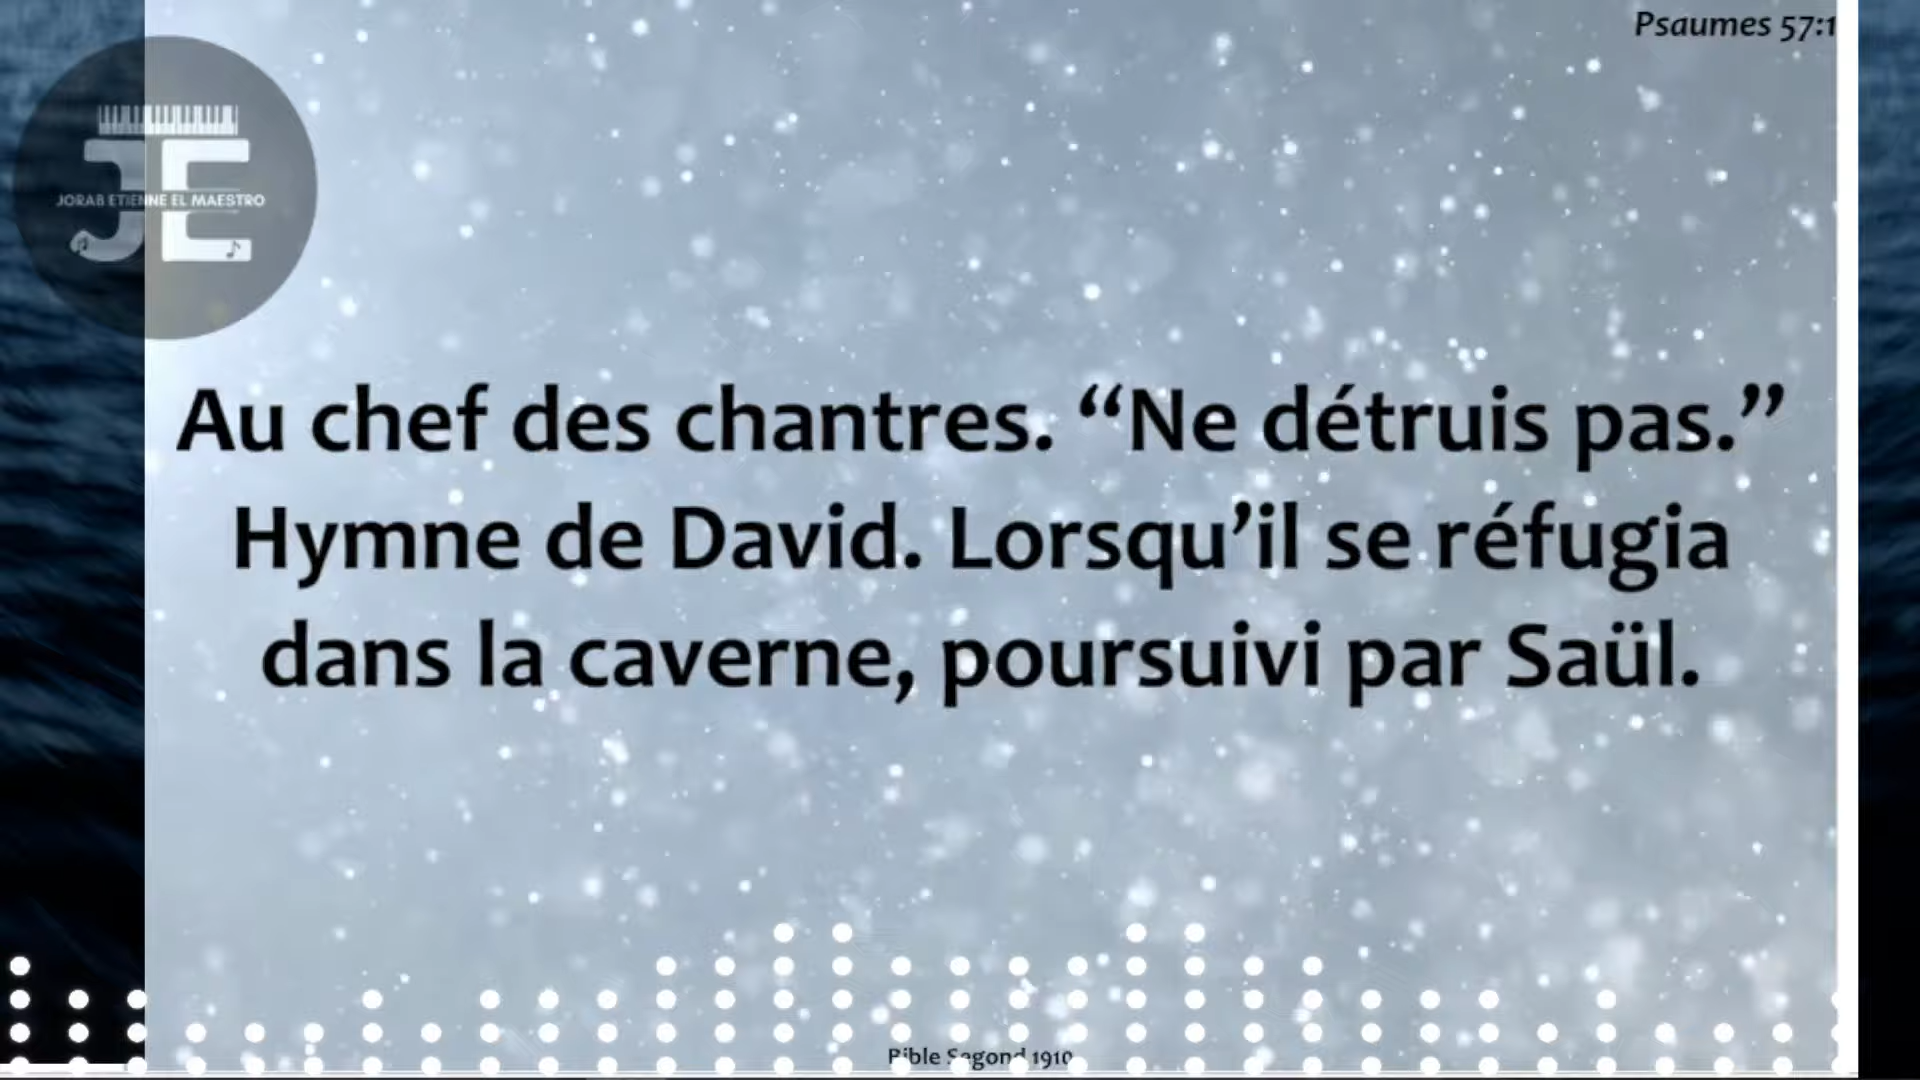 Psaumes 57:1
JE
JORAB ETIENNE EL MAESTRO
Au chef des chantres. “Ne détruis pas.”
Hymne de David. Lorsqu’il se réfugia
dans la caverne, poursuivi par Saül.
Bible Segond 1910